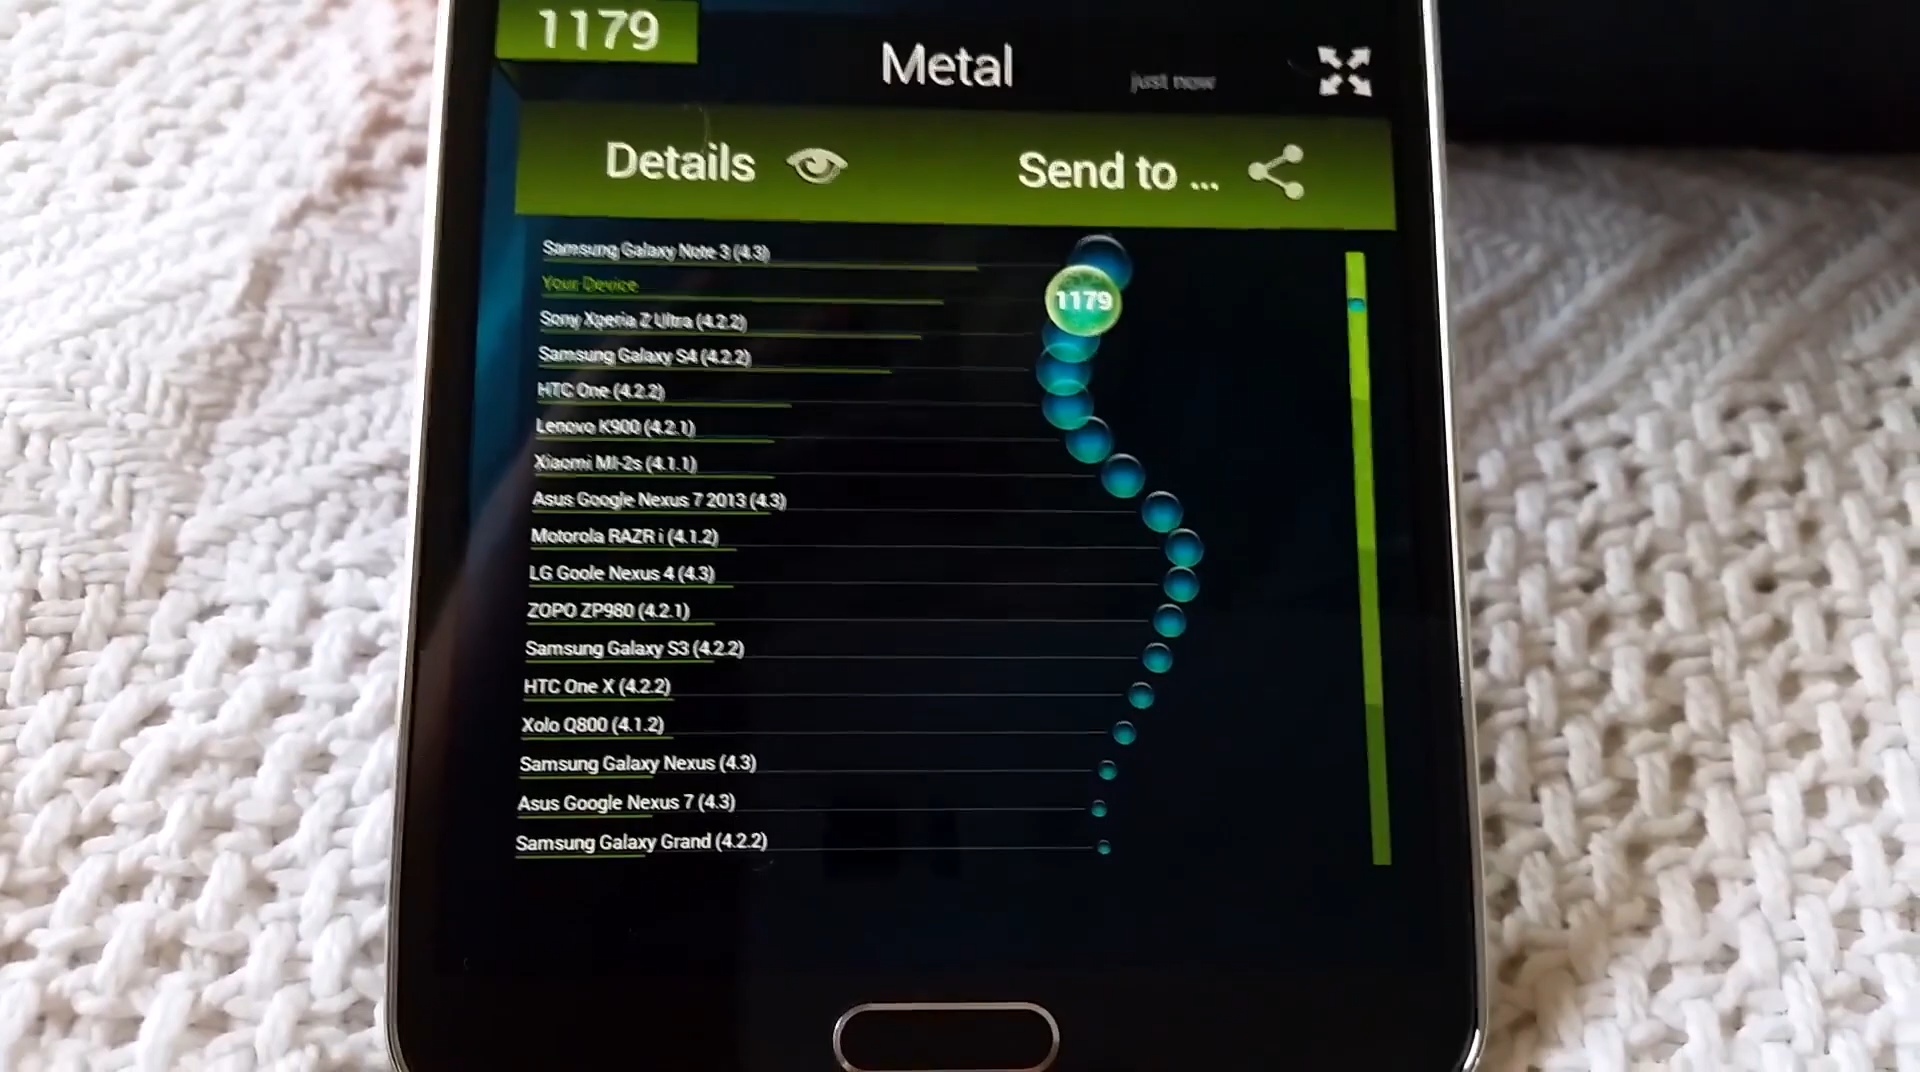 1179
Metal
just now
Details
Send to ...
Samsung Galaxy Note 3 (4.3)
Your Device
1179
Sony Xperia Z Ultra (4.2.2)
Samsung Galaxy S4 (4.2.2)
HTC One (4.2.2)
Lenovo K900 (4.2.1)
Xiaomi MI-2s (4.1.1)
Asus Google Nexus 7 2013 (4.3)
Motorola RAZR i (4.1.2)
LG Goole Nexus 4 (4.3)
ZOPO ZP980 (4.2.1)
Samsung Galaxy S3 (4.2.2)
HTC One X (4.2.2)
Xolo Q800 (4.1.2)
Samsung Galaxy Nexus (4.3)
Asus Google Nexus 7 (4.3)
Samsung Galaxy Grand (4.2.2)